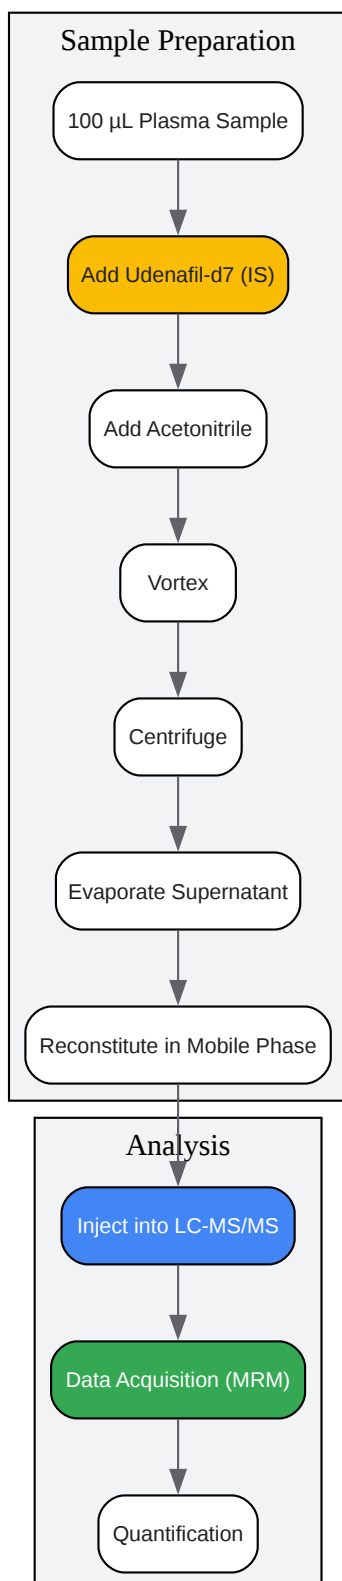 Sample Preparation
100 µL Plasma Sample
Add Udenafil-d7 (IS)
Add Acetonitrile
Vortex
Centrifuge
Evaporate Supernatant
Reconstitute in Mobile Phase
Analysis
Inject into LC-MS/MS
Data Acquisition (MRM)
Quantification